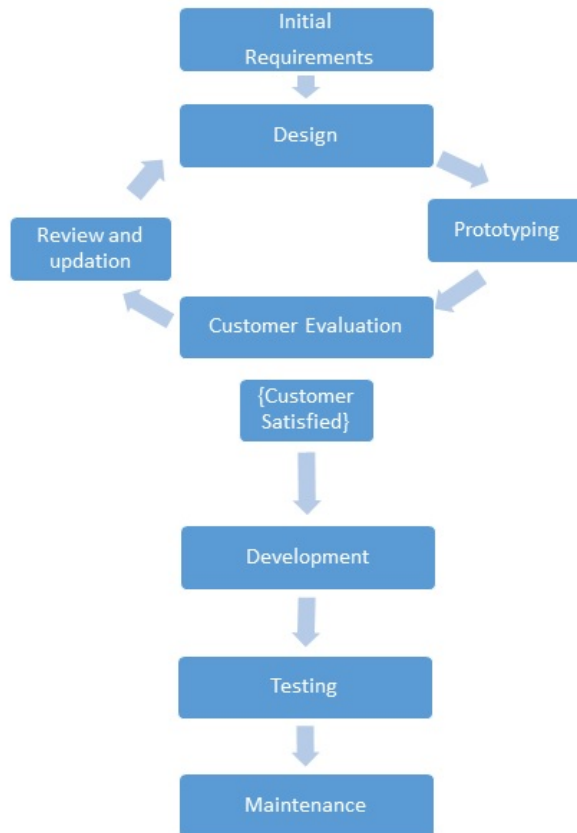 Initial
Requirements
Design
Prototyping
Review and
updation
Customer Evaluation
{Customer
Satisfied}
Development
Testing
Maintenance